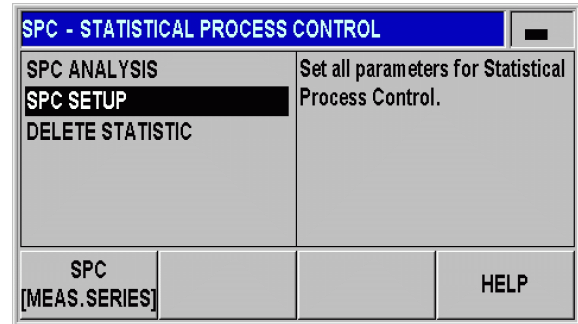 SPC - STATISTICAL PROCESS CONTROL
SPC ANALYSIS
SPC SETUP
DELETE STATISTIC
Set all parameters for Statistical
Process Control.
SPC
[MEAS.SERIES]
HELP